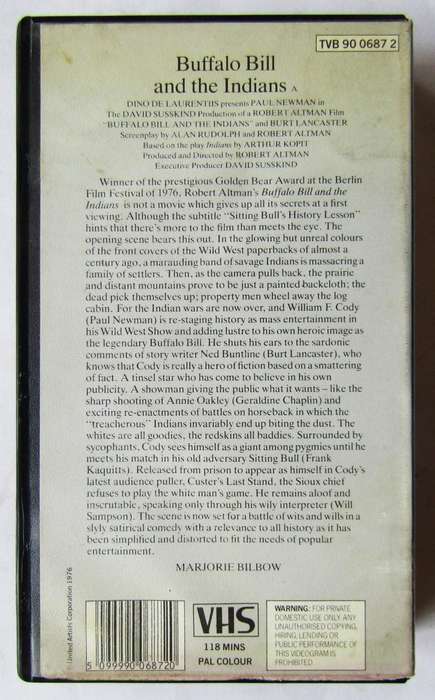 TVB 90 0687 2
Buffalo Bill
and the Indians A
DINO DE LAURENTIIS presents PAUL NEWMAN in
The DAVID SUSSKIND Production of a ROBERT ALTMAN Film
"BUFFALO BILL AND THE INDIANS" and BURT LANCASTER
Screenplay by ALAN RUDOLPH and ROBERT ALTMAN
Based on the play Indians by ARTHUR KOPIT
Produced and Directed by ROBERT ALTMAN
Executive Producer DAVID SUSSKIND
Winner of the prestigious Golden Bear Award at the Berlin
Film Festival of 1976, Robert Altman's Buffalo Bill and the
Indians is not a movie which gives up all its secrets at a first
viewing. Although the subtitle "Sitting Bull's History Lesson"
hints that there's more to the film than meets the eye. The
opening scene bears this out. In the glowing but unreal colours
of the front covers of the Wild West paperbacks of almost a
century ago, a marauding band of savage Indians is massacring a
family of settlers. Then, as the camera pulls back, the prairie
and distant mountains prove to be just a painted backcloth; the
dead pick themselves up; property men wheel away the log
cabin. For the Indian wars are now over, and William F. Cody
(Paul Newman) is re-staging history as mass entertainment in
his Wild West Show and adding lustre to his own heroic image as
the legendary Buffalo Bill. He shuts his ears to the sardonic
comments of story writer Ned Buntline (Burt Lancaster), who
knows that Cody is really a hero of fiction based on a smattering
of fact. A tinsel star who has come to believe in his own
publicity. A showman giving the public what it wants – like the
sharp shooting of Annie Oakley (Geraldine Chaplin) and
exciting re-enactments of battles on horseback in which the
"treacherous" Indians invariably end up biting the dust. The
whites are all goodies, the redskins all baddies. Surrounded by
sycophants, Cody sees himself as a giant among pygmies until he
meets his match in his old adversary Sitting Bull (Frank
Kaquitts). Released from prison to appear as himself in Cody's
latest audience puller, Custer's Last Stand, the Sioux chief
refuses to play the white man's game. He remains aloof and
inscrutable, speaking only through his wily interpreter (Will
Sampson). The scene is now set for a battle of wits and wills in a
slyly satirical comedy with a relevance to all history as it has
been simplified and distorted to fit the needs of popular
entertainment.
MARJORIE BILBOW
United Artists Corporation 1976
5 099990 068720
VHS
118 MINS
PAL COLOUR
WARNING: FOR PRIVATE
DOMESTIC USE ONLY. ANY
UNAUTHORISED COPYING,
HIRING, LENDING OR
PUBLIC PERFORMANCE OF
THIS VIDEOGRAM IS
PROHIBITED